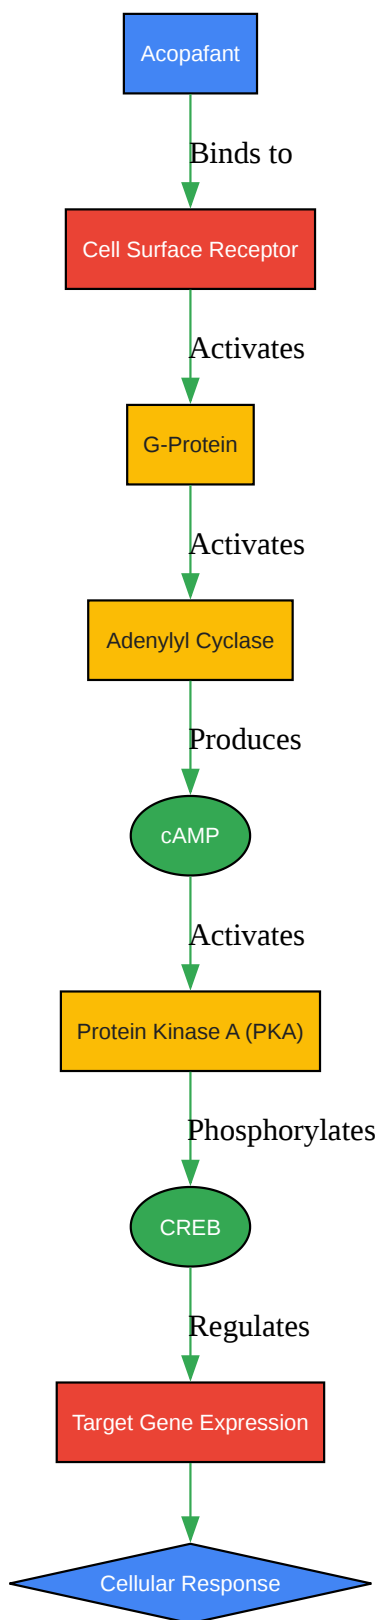 Acopafant
Binds to
Cell Surface Receptor
Activates
G-Protein
Activates
Adenylyl Cyclase
Produces
cAMP
Activates
Protein Kinase A (PKA)
Phosphorylates
CREB
Regulates
Target Gene Expression
Cellular Response